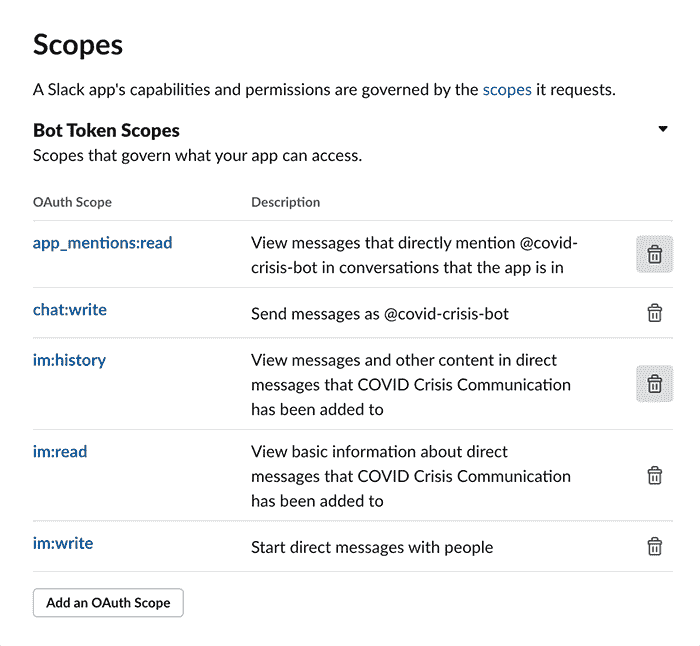 Scopes
A Slack app's capabilities and permissions are governed by the scopes it requests.
Bot Token Scopes
Scopes that govern what your app can access.
OAuth Scope Description
app_mentions:read View messages that directly mention @covid-
crisis-bot in conversations that the app is in
chat:write Send messages as @covid-crisis-bot
im:history View messages and other content in direct
messages that COVID Crisis Communication
has been added to
im:read View basic information about direct
messages that COVID Crisis Communication
has been added to
im:write Start direct messages with people
Add an OAuth Scope